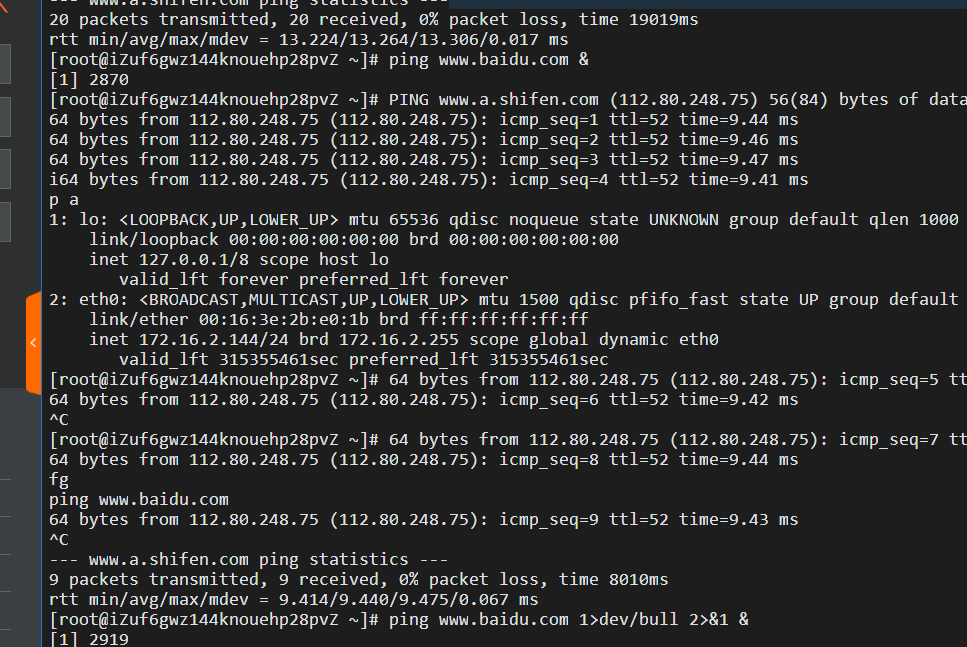 --- www.a.shifen.com ping statistics ---
20 packets transmitted, 20 received, 0% packet loss, time 19019ms
rtt min/avg/max/mdev = 13.224/13.264/13.306/0.017 ms
[root@iZuf6gwz144knouehp28pvZ ~]# ping www.baidu.com &
[1] 2870
[root@iZuf6gwz144knouehp28pvZ ~]# PING www.a.shifen.com (112.80.248.75) 56(84) bytes of data
64 bytes from 112.80.248.75 (112.80.248.75): icmp_seq=1 ttl=52 time=9.44 ms
64 bytes from 112.80.248.75 (112.80.248.75): icmp_seq=2 ttl=52 time=9.46 ms
64 bytes from 112.80.248.75 (112.80.248.75): icmp_seq=3 ttl=52 time=9.47 ms
i64 bytes from 112.80.248.75 (112.80.248.75): icmp_seq=4 ttl=52 time=9.41 ms
p a
1: lo: <LOOPBACK,UP,LOWER_UP> mtu 65536 qdisc noqueue state UNKNOWN group default qlen 1000
    link/loopback 00:00:00:00:00:00 brd 00:00:00:00:00:00
    inet 127.0.0.1/8 scope host lo
       valid_lft forever preferred_lft forever
2: eth0: <BROADCAST,MULTICAST,UP,LOWER_UP> mtu 1500 qdisc pfifo_fast state UP group default
    link/ether 00:16:3e:2b:e0:1b brd ff:ff:ff:ff:ff:ff
    inet 172.16.2.144/24 brd 172.16.2.255 scope global dynamic eth0
       valid_lft 315355461sec preferred_lft 315355461sec
[root@iZuf6gwz144knouehp28pvZ ~]# 64 bytes from 112.80.248.75 (112.80.248.75): icmp_seq=5 tt
64 bytes from 112.80.248.75 (112.80.248.75): icmp_seq=6 ttl=52 time=9.42 ms
^C
[root@iZuf6gwz144knouehp28pvZ ~]# 64 bytes from 112.80.248.75 (112.80.248.75): icmp_seq=7 tt
64 bytes from 112.80.248.75 (112.80.248.75): icmp_seq=8 ttl=52 time=9.44 ms
fg
ping www.baidu.com
64 bytes from 112.80.248.75 (112.80.248.75): icmp_seq=9 ttl=52 time=9.43 ms
^C
--- www.a.shifen.com ping statistics ---
9 packets transmitted, 9 received, 0% packet loss, time 8010ms
rtt min/avg/max/mdev = 9.414/9.440/9.475/0.067 ms
[root@iZuf6gwz144knouehp28pvZ ~]# ping www.baidu.com 1>dev/bull 2>&1 &
[1] 2919